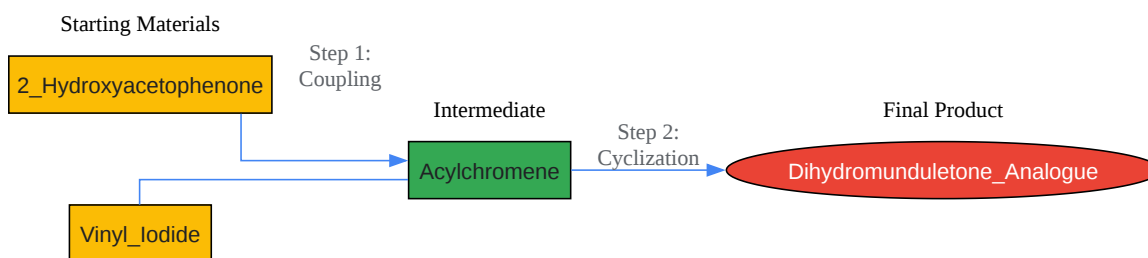 Starting Materials
2_Hydroxyacetophenone
Step 1:
Coupling
Vinyl_Iodide
Intermediate
Acylchromene
Step 2:
Cyclization
Final Product
Dihydromunduletone_Analogue